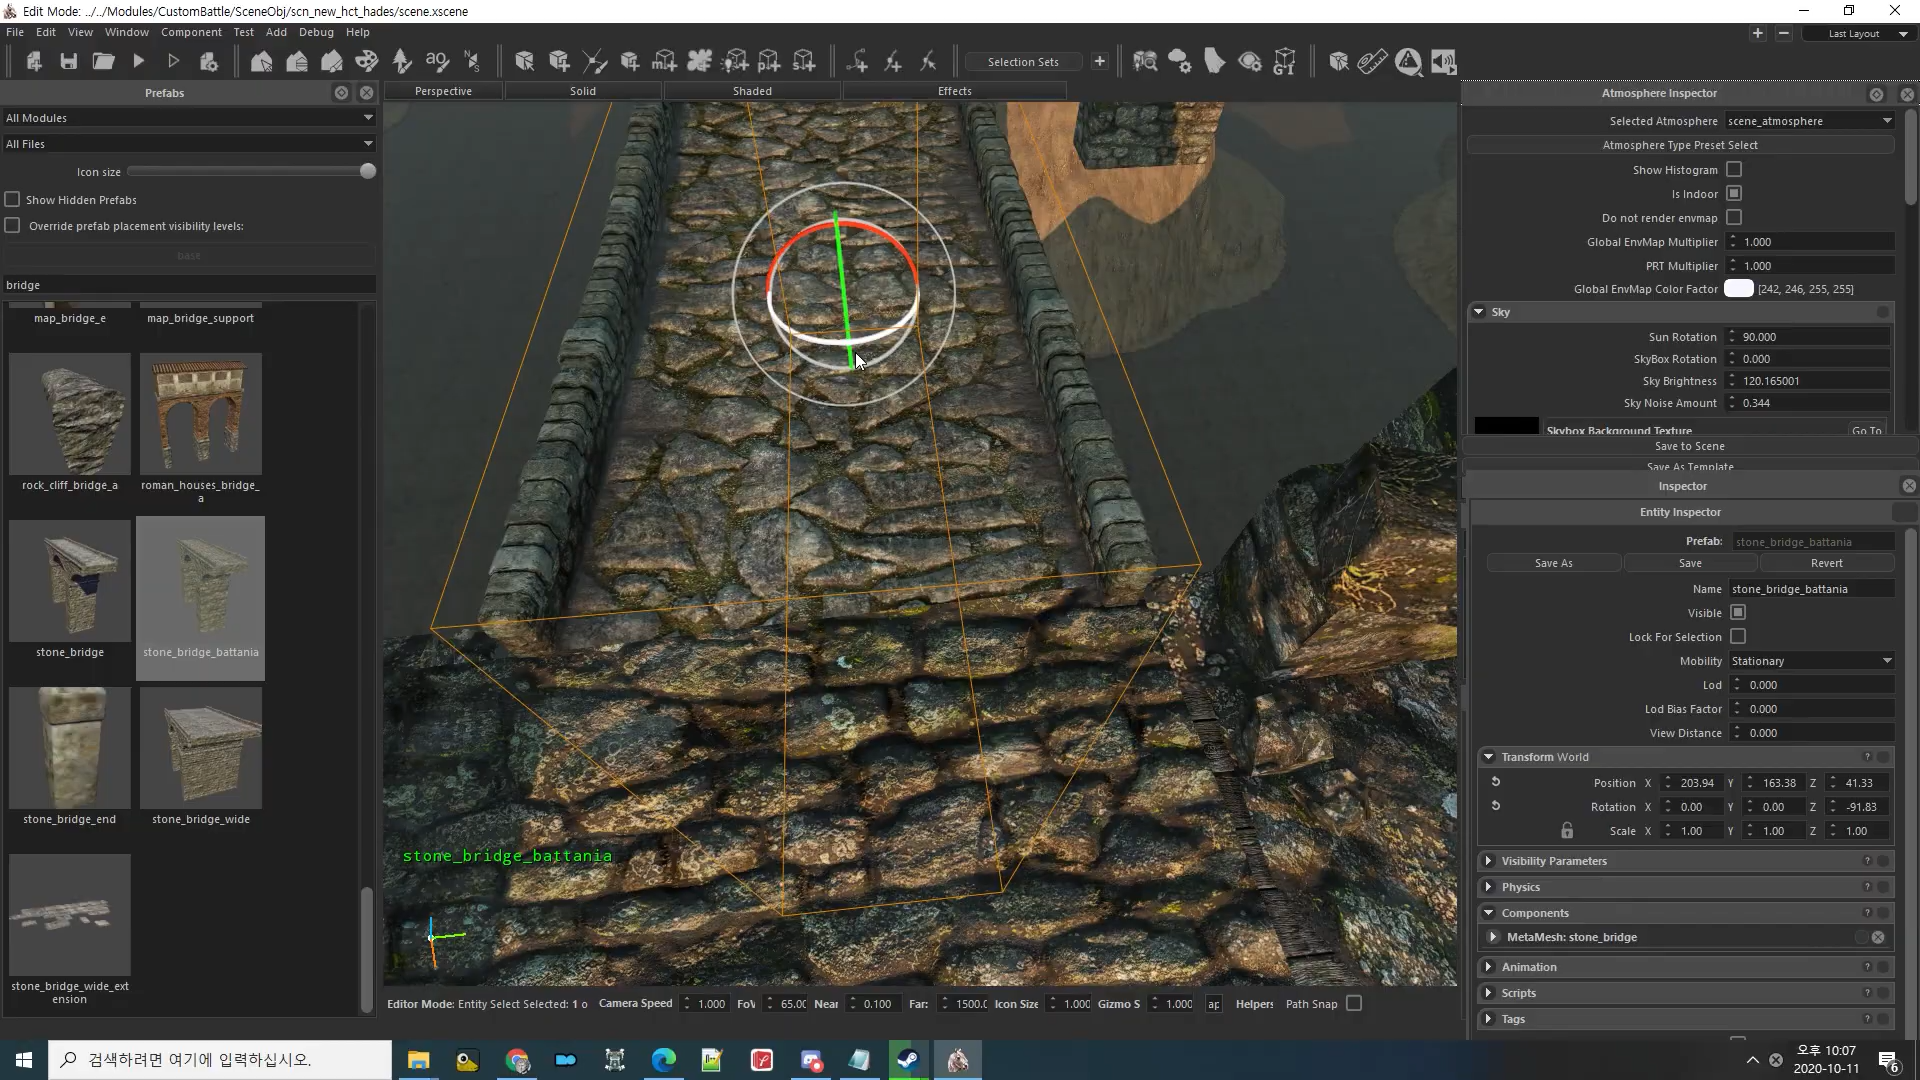 Edit Mode: ../../Modules/CustomBattle/SceneObj/scn_new_hct_hades/scene.xscene
File Edit View Window Component Test Add Debug Help
Last Layout
Selection Sets
Prefabs
All Modules
All Files
Icon size
Show Hidden Prefabs
Override prefab placement visibility levels:
base
bridge
map_bridge_e map_bridge_support
rock_cliff_bridge_a roman_houses_bridge_
a
stone_bridge stone_bridge_battania
stone_bridge_end stone_bridge_wide
stone_bridge_wide_ext
ension
Perspective Solid Shaded Effects
stone_bridge_battania
Editor Mode: Entity Select Selected: 1 o Camera Speed 1.000 FoV 65.00 Near 0.100 Far: 1500.0 Icon Size 1.000 Gizmo S 1.000 ap Helpers Path Snap
Atmosphere Inspector
Selected Atmosphere scene_atmosphere
Atmosphere Type Preset Select
Show Histogram
Is Indoor
Do not render envmap
Global EnvMap Multiplier 1.000
PRT Multiplier 1.000
Global EnvMap Color Factor [242, 246, 255, 255]
Sky
Sun Rotation 90.000
SkyBox Rotation 0.000
Sky Brightness 120.165001
Sky Noise Amount 0.344
Skybox Background Texture Go To
Save to Scene
Save As Template
Inspector
Entity Inspector
Prefab: stone_bridge_battania
Save As Save Revert
Name stone_bridge_battania
Visible
Lock For Selection
Mobility Stationary
Lod 0.000
Lod Bias Factor 0.000
View Distance 0.000
Transform World
Position X 203.94 Y 163.38 Z 41.33
Rotation X 0.00 Y 0.00 Z -91.83
Scale X 1.00 Y 1.00 Z 1.00
Visibility Parameters
Physics
Components
MetaMesh: stone_bridge
Animation
Scripts
Tags
검색하려면 여기에 입력하십시오.
오후 10:07
2020-10-11
6